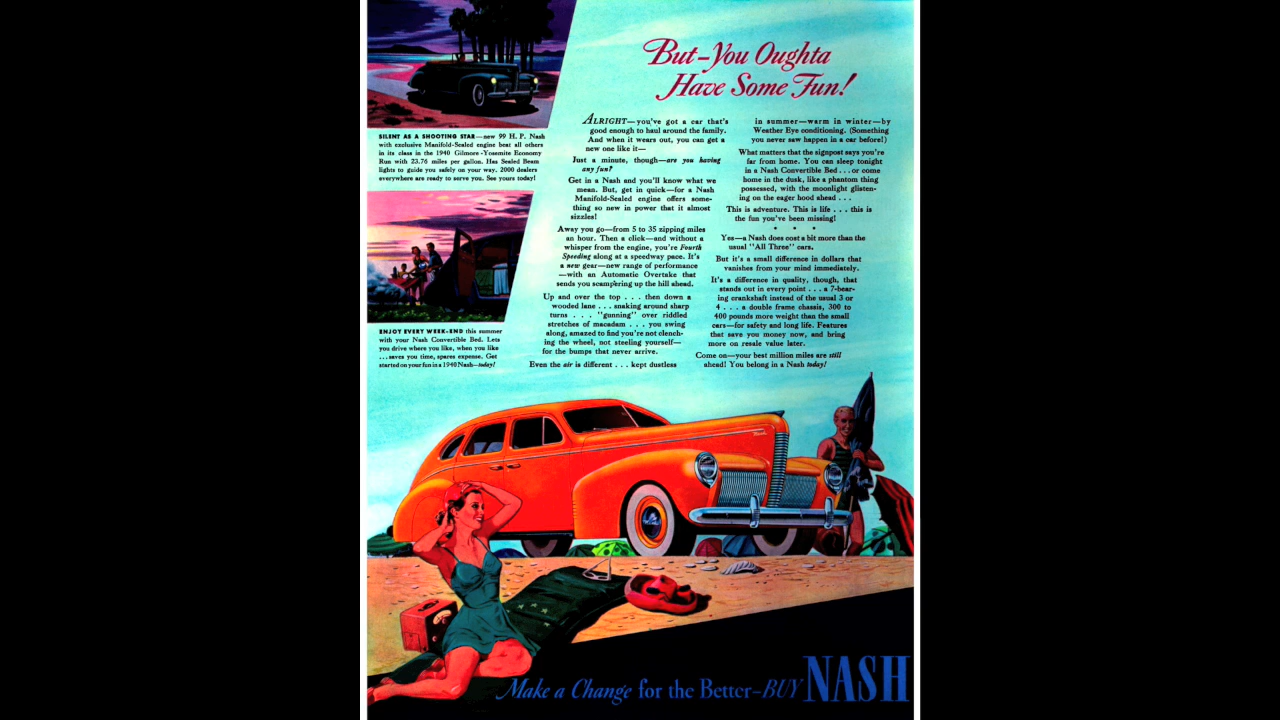 But—You Oughta
Have Some Fun!
SILENT AS A SHOOTING STAR—new 99 H. P. Nash
with exclusive Manifold-Sealed engine beat all others
in its class in the 1940 Gilmore-Yosemite Economy
Run with 23.76 miles per gallon. Has Sealed Beam
lights to guide you safely on your way. 2000 dealers
everywhere are ready to serve you. See yours today!
ENJOY EVERY WEEK-END this summer
with your Nash Convertible Bed. Lets
you drive where you like, when you like
...saves you time, spares expense. Get
started on your fun in a 1940 Nash—today!
ALRIGHT—you've got a car that's
good enough to haul around the family.
And when it wears out, you can get a
new one like it—
Just a minute, though—are you having
any fun?
Get in a Nash and you'll know what we
mean. But, get in quick—for a Nash
Manifold-Sealed engine offers some-
thing so new in power that it almost
sizzles!
Away you go—from 5 to 35 zipping miles
an hour. Then a click—and without a
whisper from the engine, you're Fourth
Speeding along at a speedway pace. It's
a new gear—new range of performance
—with an Automatic Overtake that
sends you scampering up the hill ahead.
Up and over the top . . . then down a
wooded lane . . . snaking around sharp
turns . . . "gunning" over riddled
stretches of macadam . . . you swing
along, amazed to find you're not clench-
ing the wheel, not steeling yourself—
for the bumps that never arrive.
Even the air is different . . . kept dustless
in summer—warm in winter—by
Weather Eye conditioning. (Something
you never saw happen in a car before!)
What matters that the signpost says you're
far from home. You can sleep tonight
in a Nash Convertible Bed . . . or come
home in the dusk, like a phantom thing
possessed, with the moonlight glisten-
ing on the eager hood ahead . . .
This is adventure. This is life . . . this is
the fun you've been missing!
* * *
Yes—a Nash does cost a bit more than the
usual "All Three" cars.
But it's a small difference in dollars that
vanishes from your mind immediately.
It's a difference in quality, though, that
stands out in every point . . . a 7-bear-
ing crankshaft instead of the usual 3 or
4 . . . a double frame chassis, 300 to
400 pounds more weight than the small
cars—for safety and long life. Features
that save you money now, and bring
more on resale value later.
Come on—your best million miles are still
ahead! You belong in a Nash today!
Nash
Make a Change for the Better—BUY NASH